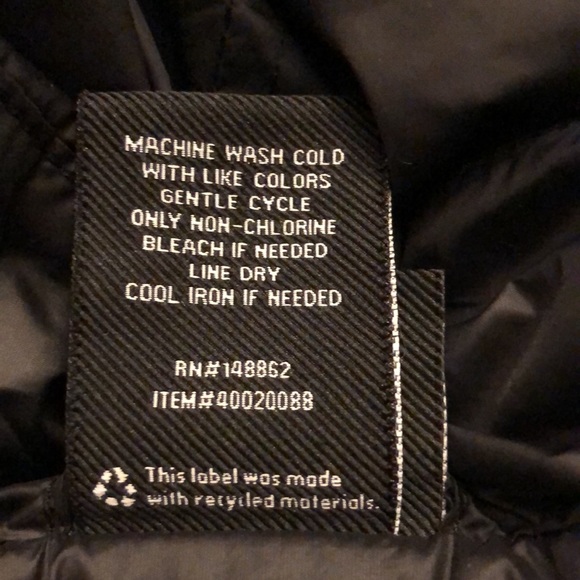 MACHINE WASH COLD
WITH LIKE COLORS
GENTLE CYCLE
ONLY NON-CHLORINE
BLEACH IF NEEDED
LINE DRY
COOL IRON IF NEEDED
RN#148862
ITEM#40020088
This label was made
with recycled materials.